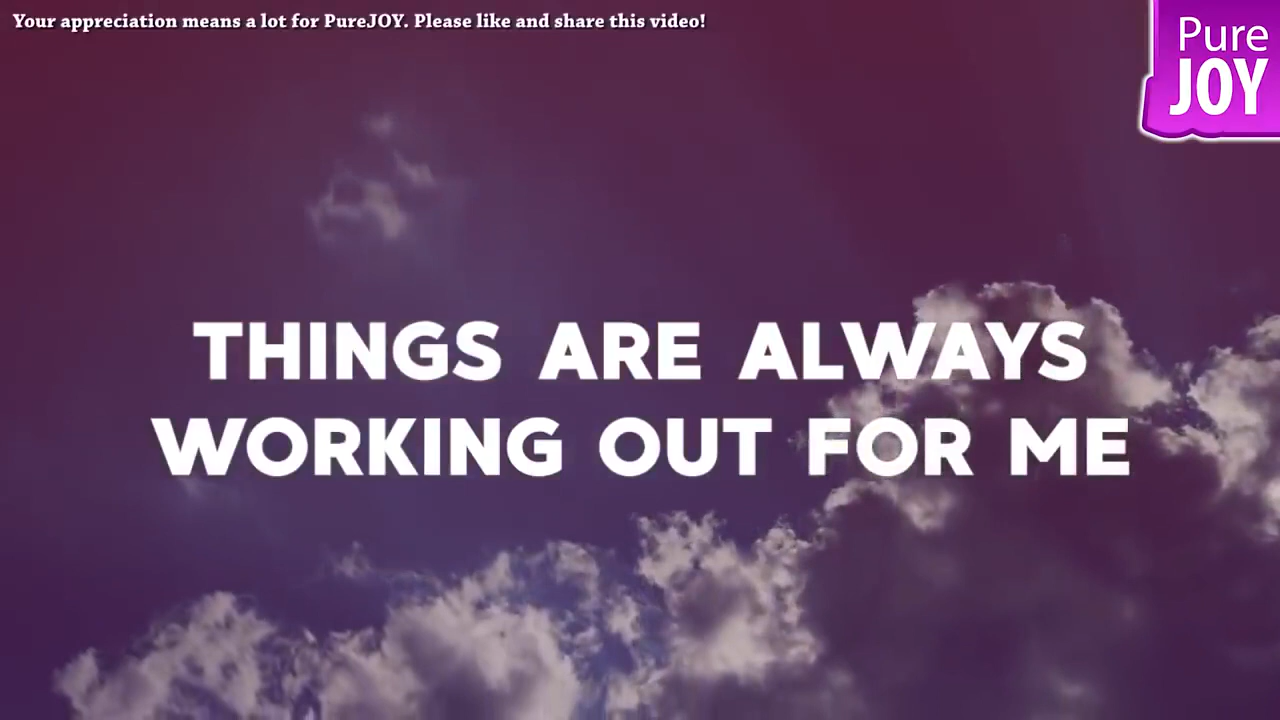 Your appreciation means a lot for PureJOY. Please like and share this video!
Pure
JOY
THINGS ARE ALWAYS
WORKING OUT FOR ME